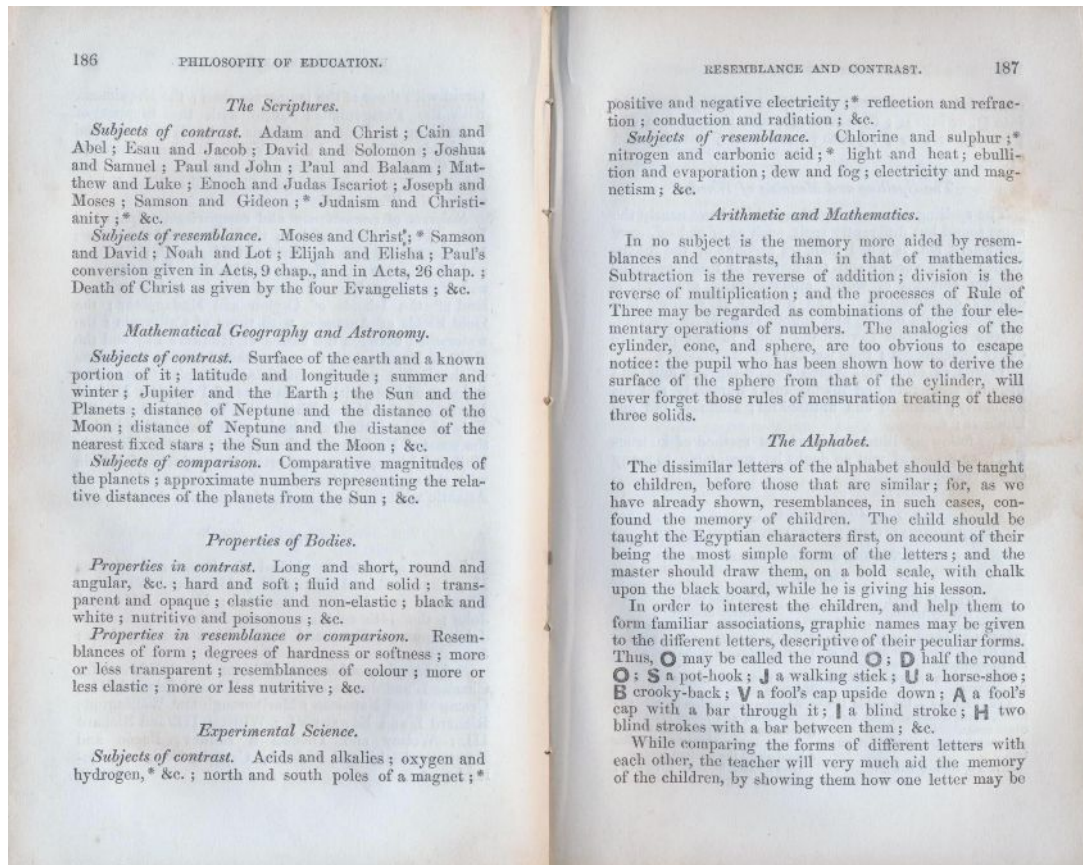 186
PHILOSOPHY OF EDUCATION.
The Scriptures.
Subjects of contrast. Adam and Christ ; Cain and
Abel ; Esau and Jacob ; David and Solomon ; Joshua
and Samuel ; Paul and John ; Paul and Balaam ; Mat-
thew and Luke ; Enoch and Judas Iscariot ; Joseph and
Moses ; Samson and Gideon ;* Judaism and Christi-
anity ;* &c.
Subjects of resemblance. Moses and Christ ; * Samson
and David ; Noah and Lot ; Elijah and Elisha ; Paul's
conversion given in Acts, 9 chap., and in Acts, 26 chap. ;
Death of Christ as given by the four Evangelists ; &c.
Mathematical Geography and Astronomy.
Subjects of contrast. Surface of the earth and a known
portion of it ; latitude and longitude ; summer and
winter ; Jupiter and the Earth ; the Sun and the
Planets ; distance of Neptune and the distance of the
Moon ; distance of Neptune and the distance of the
nearest fixed stars ; the Sun and the Moon ; &c.
Subjects of comparison. Comparative magnitudes of
the planets ; approximate numbers representing the rela-
tive distances of the planets from the Sun ; &c.
Properties of Bodies.
Properties in contrast. Long and short, round and
angular, &c. ; hard and soft ; fluid and solid ; trans-
parent and opaque ; elastic and non-elastic ; black and
white ; nutritive and poisonous ; &c.
Properties in resemblance or comparison. Resem-
blances of form ; degrees of hardness or softness ; more
or less transparent ; resemblances of colour ; more or
less elastic ; more or less nutritive ; &c.
Experimental Science.
Subjects of contrast. Acids and alkalies ; oxygen and
hydrogen, * &c. ; north and south poles of a magnet ;*
RESEMBLANCE AND CONTRAST.
187
positive and negative electricity ;* reflection and refrac-
tion ; conduction and radiation ; &c.
Subjects of resemblance. Chlorine and sulphur ;*
nitrogen and carbonic acid ; * light and heat ; ebulli-
tion and evaporation ; dew and fog ; electricity and mag-
netism ; &c.
Arithmetic and Mathematics.
In no subject is the memory more aided by resem-
blances and contrasts, than in that of mathematics.
Subtraction is the reverse of addition ; division is the
reverse of multiplication ; and the processes of Rule of
Three may be regarded as combinations of the four ele-
mentary operations of numbers. The analogies of the
cylinder, cone, and sphere, are too obvious to escape
notice: the pupil who has been shown how to derive the
surface of the sphere from that of the cylinder, will
never forget those rules of mensuration treating of these
three solids.
The Alphabet.
The dissimilar letters of the alphabet should be taught
to children, before those that are similar ; for, as we
have already shown, resemblances, in such cases, con-
found the memory of children. The child should be
taught the Egyptian characters first, on account of their
being the most simple form of the letters ; and the
master should draw them, on a bold scale, with chalk
upon the black board, while he is giving his lesson.
In order to interest the children, and help them to
form familiar associations, graphic names may be given
to the different letters, descriptive of their peculiar forms.
Thus, O may be called the round O ; D half the round
O ; S a pot-hook ; J a walking stick ; U a horse-shoe ;
B crooky-back ; V a fool's cap upside down ; A a fool's
cap with a bar through it ; I a blind stroke ; H two
blind strokes with a bar between them ; &c.
While comparing the forms of different letters with
each other, the teacher will very much aid the memory
of the children, by showing them how one letter may be